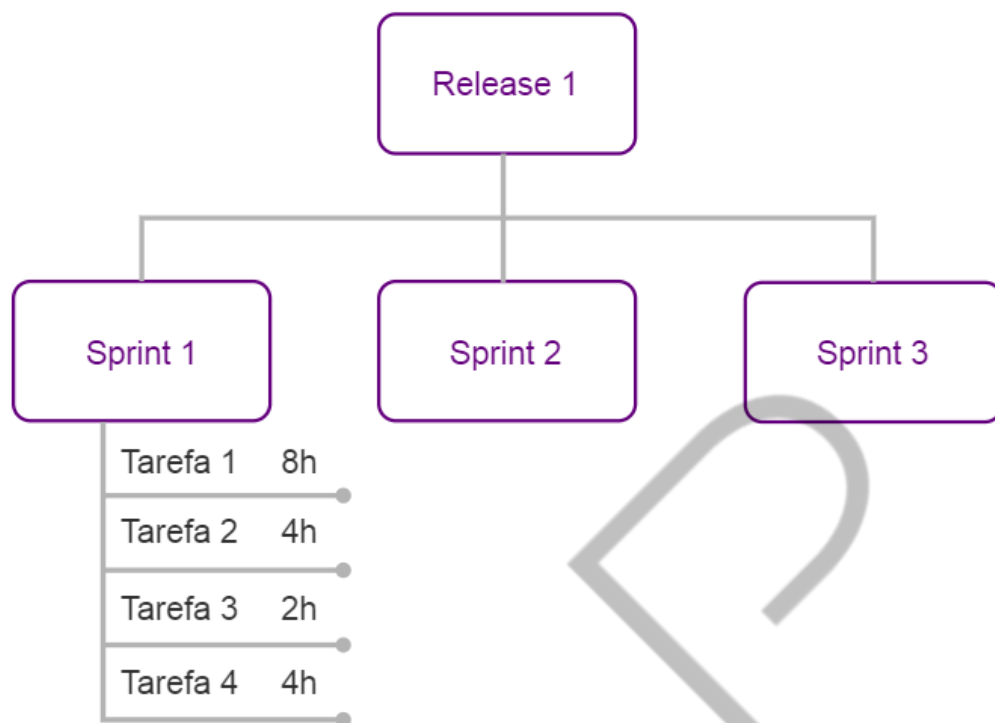 Release 1
Sprint 1
Sprint 2
Sprint 3
Tarefa 1 8h
Tarefa 2 4h
Tarefa 3 2h
Tarefa 4 4h